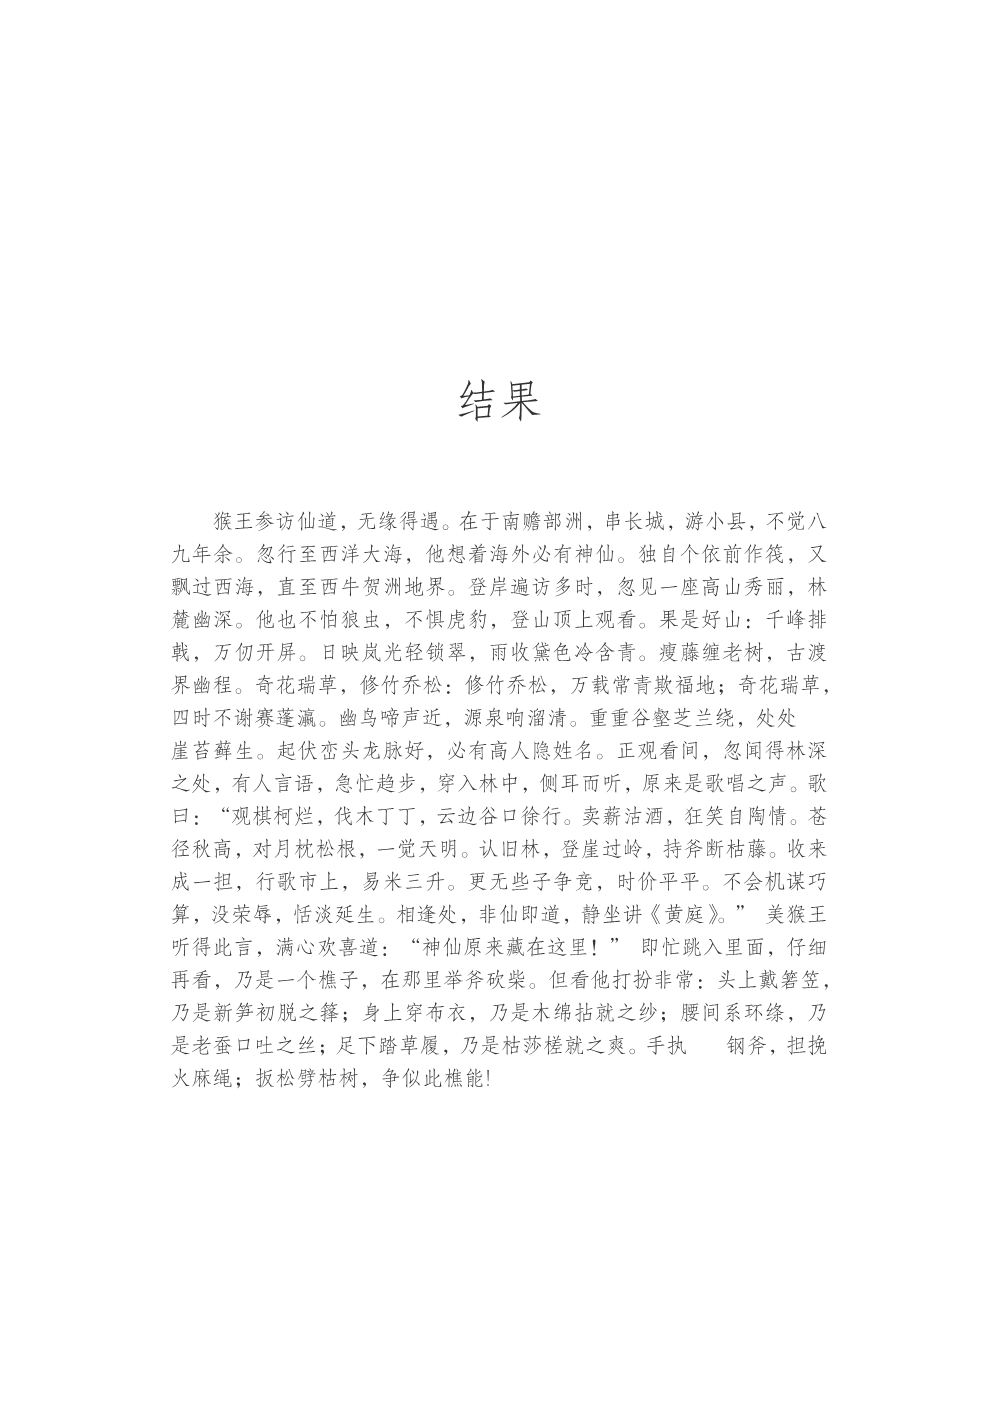 结果
猴王参访仙道，无缘得遇。在于南赡部洲，串长城，游小县，不觉八
九年余。忽行至西洋大海，他想着海外必有神仙。独自个依前作筏，又
飘过西海，直至西牛贺洲地界。登岸遍访多时，忽见一座高山秀丽，林
麓幽深。他也不怕狼虫，不惧虎豹，登山顶上观看。果是好山：千峰排
戟，万仞开屏。日映岚光轻锁翠，雨收黛色冷含青。瘦藤缠老树，古渡
界幽程。奇花瑞草，修竹乔松：修竹乔松，万载常青欺福地；奇花瑞草，
四时不谢赛蓬瀛。幽鸟啼声近，源泉响溜清。重重谷壑芝兰绕，处处
崖苔藓生。起伏峦头龙脉好，必有高人隐姓名。正观看间，忽闻得林深
之处，有人言语，急忙趋步，穿入林中，侧耳而听，原来是歌唱之声。歌
曰：“观棋柯烂，伐木丁丁，云边谷口徐行。卖薪沽酒，狂笑自陶情。苍
径秋高，对月枕松根，一觉天明。认旧林，登崖过岭，持斧断枯藤。收来
成一担，行歌市上，易米三升。更无些子争竞，时价平平。不会机谋巧
算，没荣辱，恬淡延生。相逢处，非仙即道，静坐讲《黄庭》。” 美猴王
听得此言，满心欢喜道：“神仙原来藏在这里！” 即忙跳入里面，仔细
再看，乃是一个樵子，在那里举斧砍柴。但看他打扮非常：头上戴箬笠，
乃是新笋初脱之箨；身上穿布衣，乃是木绵拈就之纱；腰间系环绦，乃
是老蚕口吐之丝；足下踏草履，乃是枯莎槎就之爽。手执 钢斧，担挽
火麻绳；扳松劈枯树，争似此樵能！